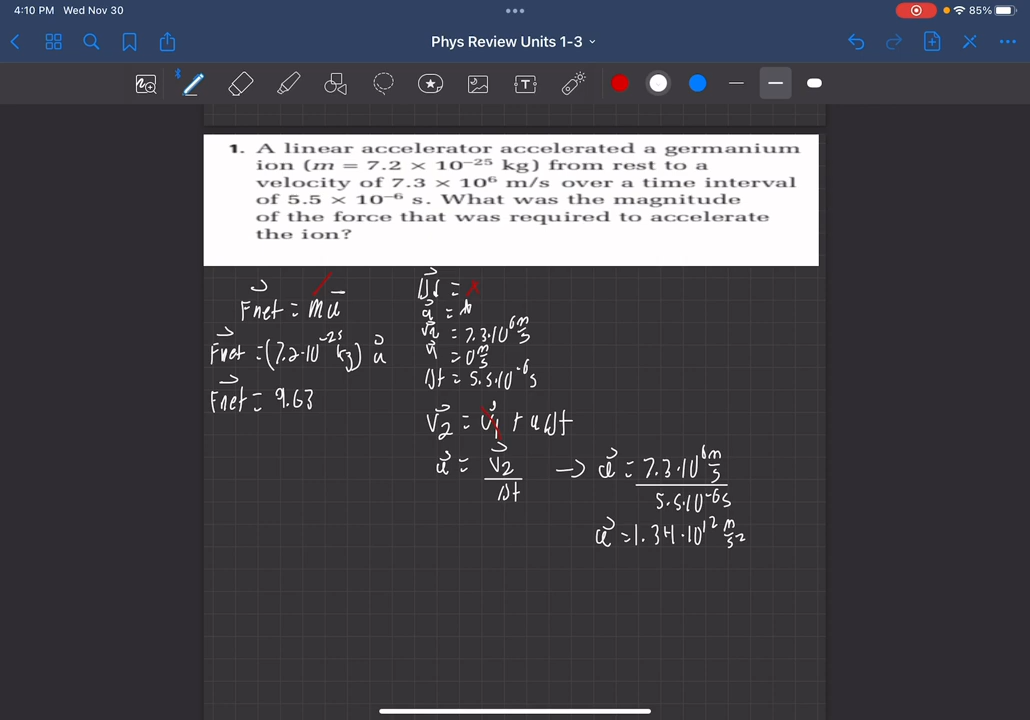 4:10 PM Wed Nov 30
85%
Phys Review Units 1-3
1. A linear accelerator accelerated a germanium
ion (m = 7.2 × 10⁻²⁵ kg) from rest to a
velocity of 7.3 × 10⁶ m/s over a time interval
of 5.5 × 10⁻⁶ s. What was the magnitude
of the force that was required to accelerate
the ion?
Fnet = ma
Fnet = (7.2·10⁻²⁵ kg) a
Fnet = 9.63
Δd = x
a =
v2 = 7.3·10⁶ m/s
v1 = 0 m/s
Δt = 5.5·10⁻⁶ s
v2 = v1 + aΔt
a = v2/Δt → a = 7.3·10⁶ m/s / 5.5·10⁻⁶ s
a = 1.34·10¹² m/s²